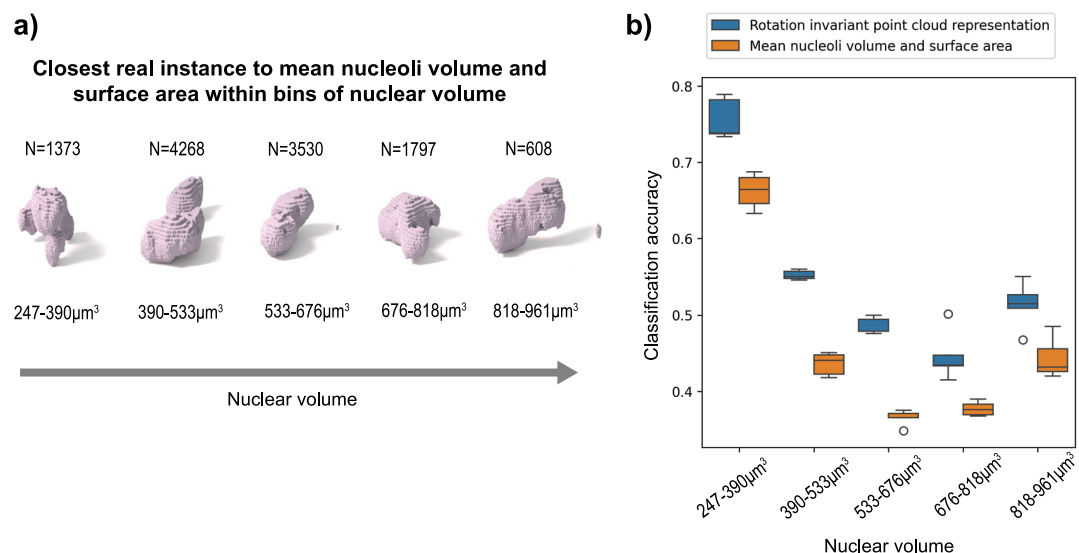 a)
Closest real instance to mean nucleoli volume and
surface area within bins of nuclear volume
N=1373 N=4268 N=3530 N=1797 N=608
247-390μm³ 390-533μm³ 533-676μm³ 676-818μm³ 818-961μm³
Nuclear volume
b)
Rotation invariant point cloud representation
Mean nucleoli volume and surface area
Classification accuracy
0.8
0.7
0.6
0.5
0.4
247-390μm³ 390-533μm³ 533-676μm³ 676-818μm³ 818-961μm³
Nuclear volume